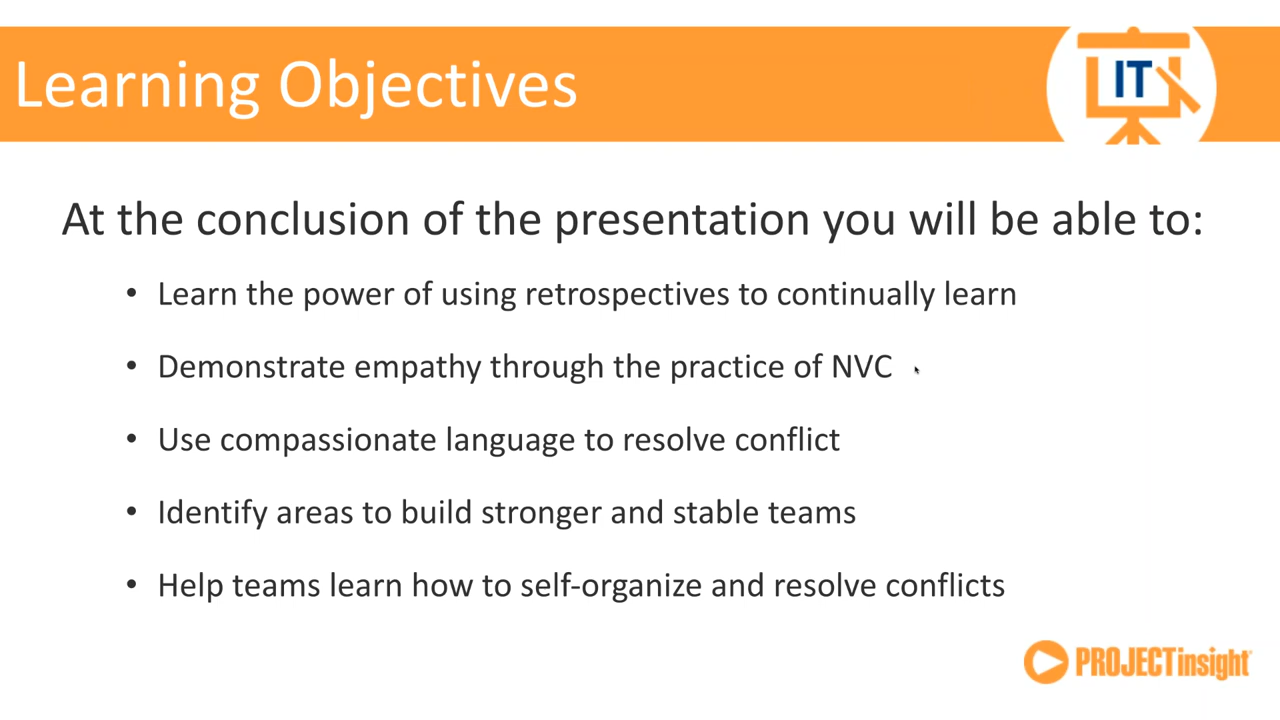 Learning Objectives
IT
At the conclusion of the presentation you will be able to:
• Learn the power of using retrospectives to continually learn
• Demonstrate empathy through the practice of NVC
• Use compassionate language to resolve conflict
• Identify areas to build stronger and stable teams
• Help teams learn how to self-organize and resolve conflicts
PROJECTinsight